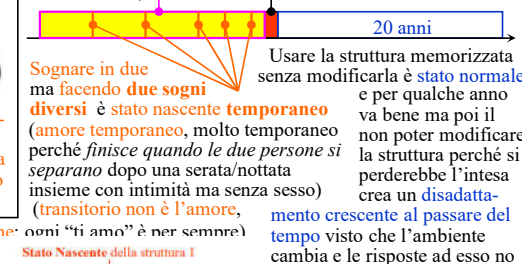 20 anni
Sognare in due
ma facendo due sogni
diversi è stato nascente temporaneo
(amore temporaneo, molto temporaneo
perché finisce quando le due persone si
separano dopo una serata/nottata
insieme con intimità ma senza sesso)
(transitorio non è l'amore,
ne: ogni “ti amo” è per sempre)
Stato Nascente della struttura 1
Usare la struttura memorizzata
senza modificarla è stato normale
e per qualche anno
va bene ma poi il
non poter modificare
la struttura perché si
perderebbe l'intesa
crea un disadatta-
mento crescente al passare del
tempo visto che l'ambiente
cambia e le risposte ad esso no